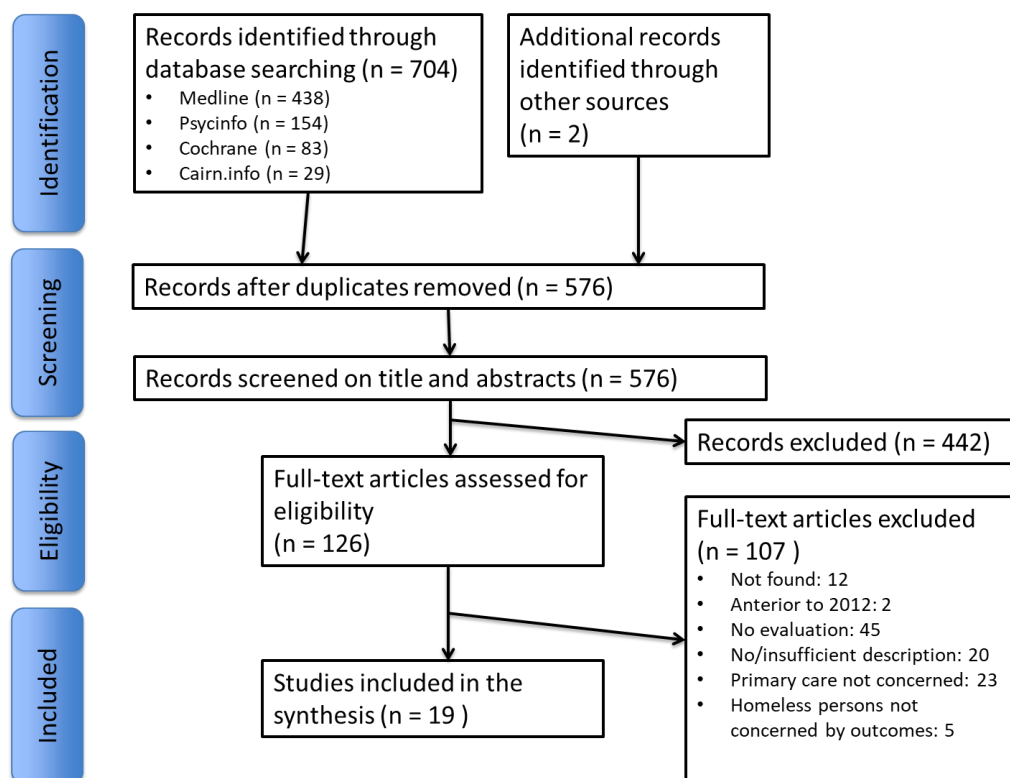 Identification
Records identified through
database searching (n = 704)
• Medline (n = 438)
• Psycinfo (n = 154)
• Cochrane (n = 83)
• Cairn.info (n = 29)
Additional records
identified through
other sources
(n = 2)
Screening
Records after duplicates removed (n = 576)
Records screened on title and abstracts (n = 576)
Records excluded (n = 442)
Eligibility
Full-text articles assessed for
eligibility
(n = 126)
Full-text articles excluded
(n = 107 )
• Not found: 12
• Anterior to 2012: 2
• No evaluation: 45
• No/insufficient description: 20
• Primary care not concerned: 23
• Homeless persons not
concerned by outcomes: 5
Included
Studies included in the
synthesis (n = 19 )